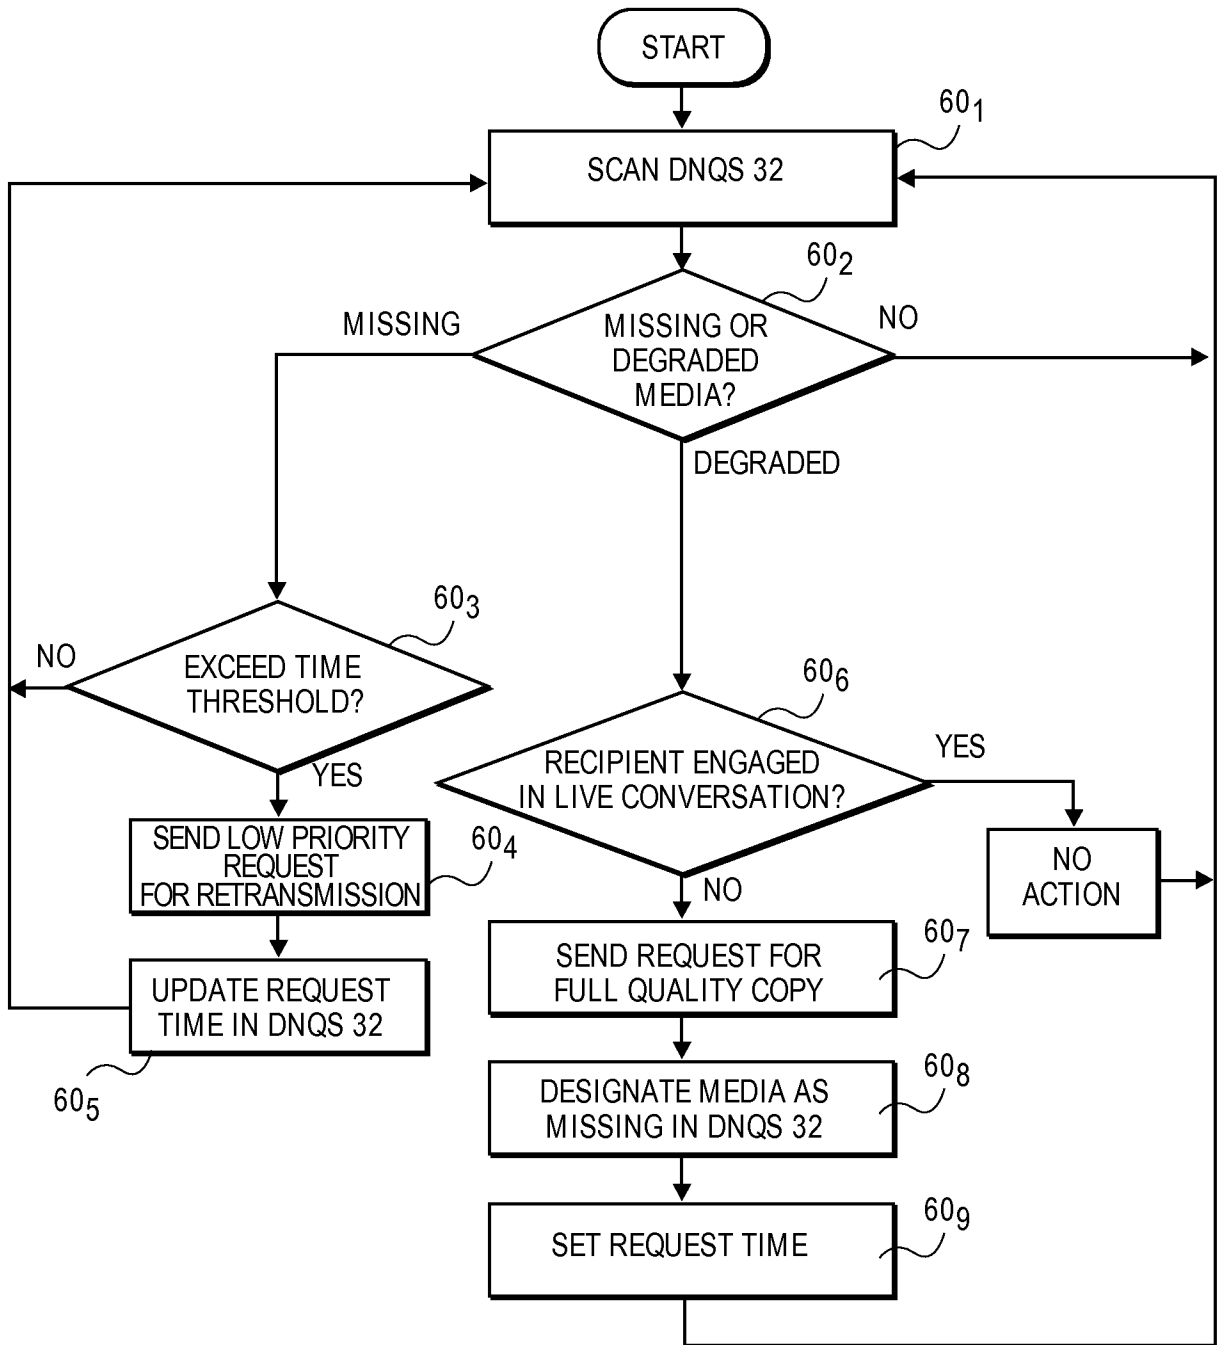 START
60₁
SCAN DNQS 32
60₂
MISSING
NO
MISSING OR
DEGRADED
MEDIA?
DEGRADED
60₃
NO
EXCEED TIME
THRESHOLD?
YES
60₆
RECIPIENT ENGAGED
IN LIVE CONVERSATION?
YES
SEND LOW PRIORITY
REQUEST
FOR RETRANSMISSION
60₄
NO
ACTION
NO
UPDATE REQUEST
TIME IN DNQS 32
60₅
SEND REQUEST FOR
FULL QUALITY COPY
60₇
DESIGNATE MEDIA AS
MISSING IN DNQS 32
60₈
SET REQUEST TIME
60₉